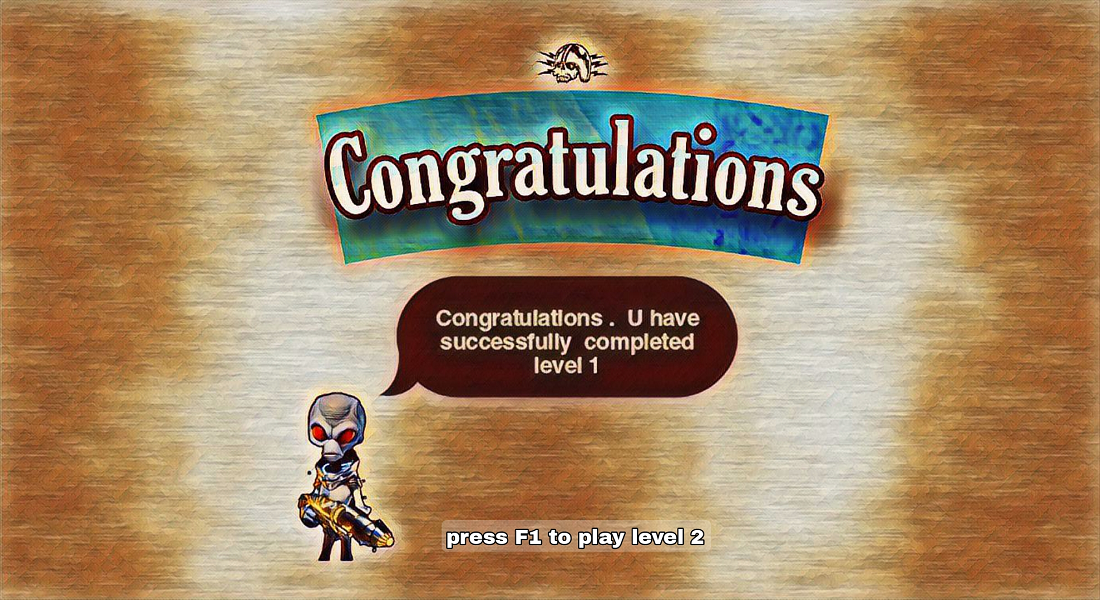 Congratulations
Congratulations . U have
successfully completed
level 1
press F1 to play level 2